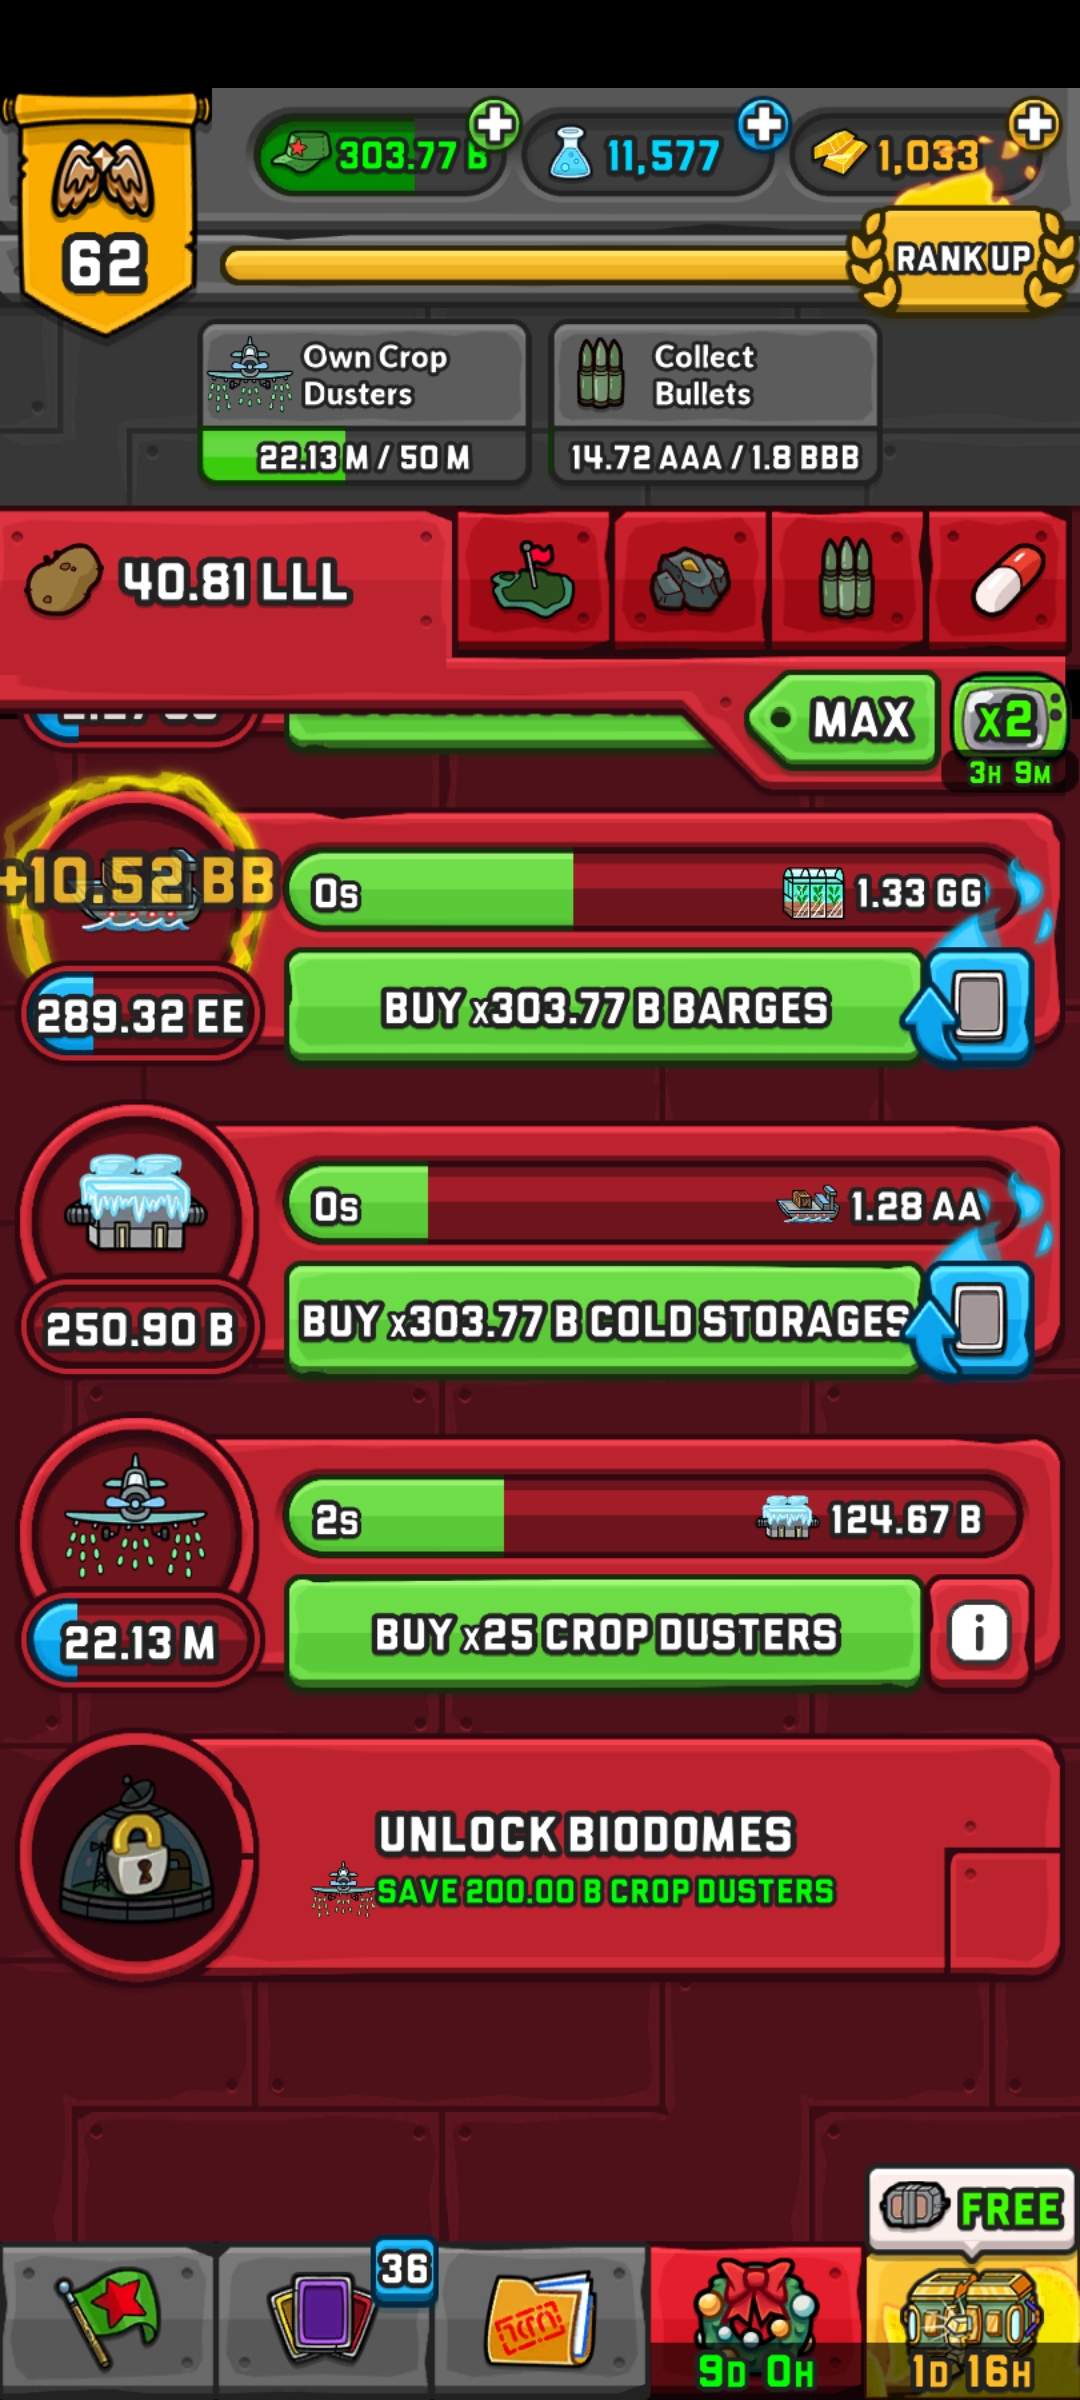 303.77 B
11,577
1,033
62
RANK UP
Own Crop
Dusters
22.13 M / 50 M
Collect
Bullets
14.72 AAA / 1.8 BBB
40.81 LLL
MAX
x2
3H 9M
+10.52 BB
0s
1.33 GG
289.32 EE
BUY x303.77 B BARGES
0s
1.28 AA
250.90 B
BUY x303.77 B COLD STORAGES
2s
124.67 B
22.13 M
BUY x25 CROP DUSTERS
i
UNLOCK BIODOMES
SAVE 200.00 B CROP DUSTERS
FREE
36
9D 0H
1D 16H